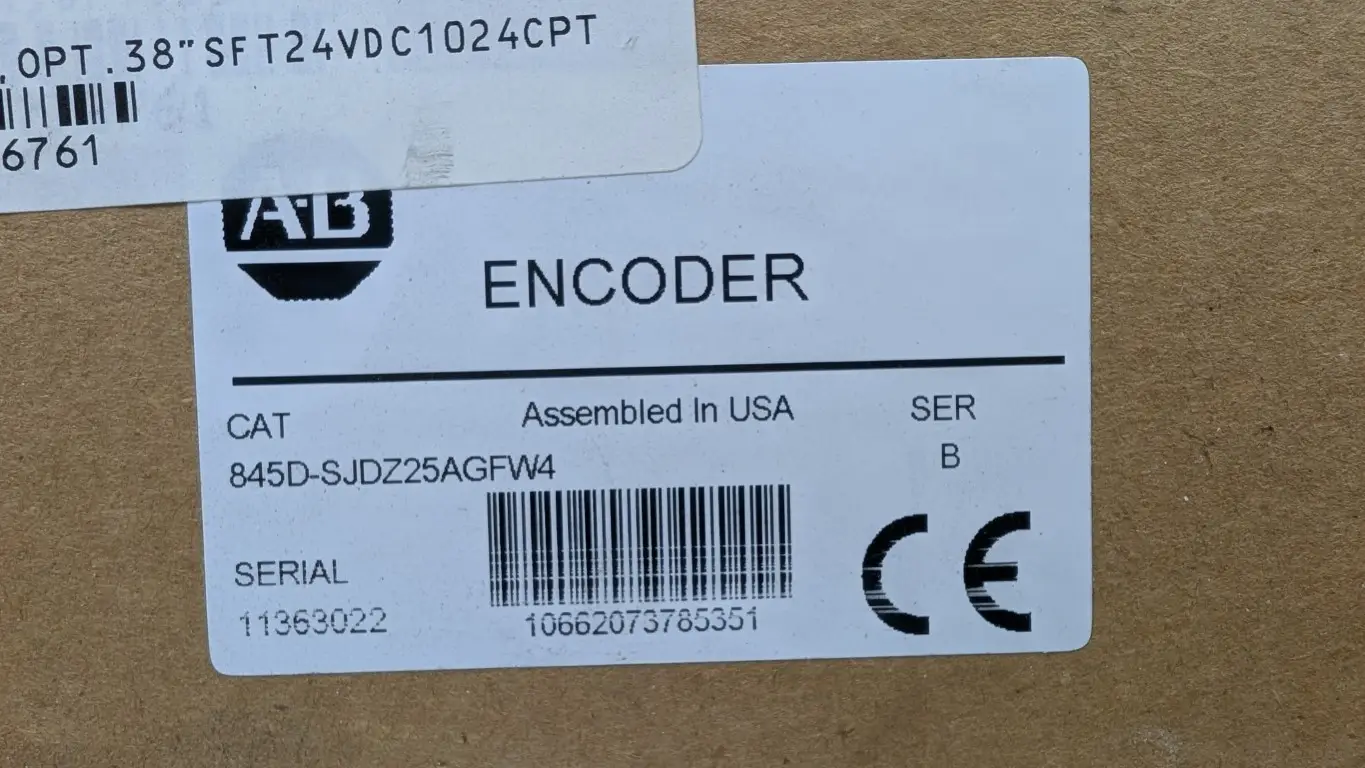 .OPT.38"SFT24VDC1024CPT
6761
AB
ENCODER
CAT
Assembled In USA
SER
845D-SJDZ25AGFW4
B
SERIAL
11363022
10662073785351
CE